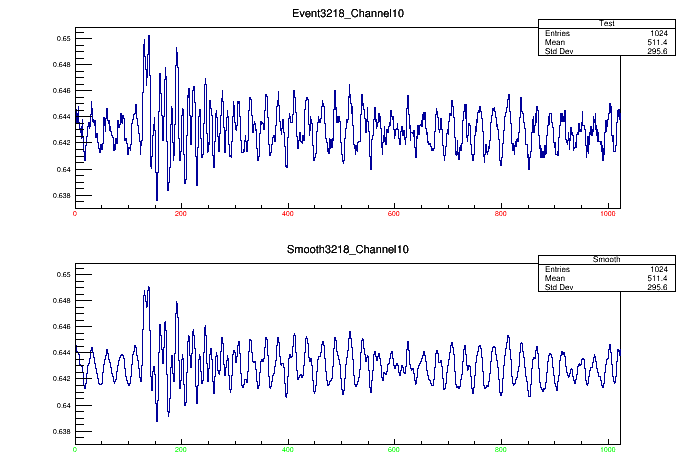 Event3218_Channel10
Test
Entries 1024
Mean 511.4
Std Dev 295.6
0.65
0.648
0.646
0.644
0.642
0.64
0.638
0 200 400 600 800 1000
Smooth3218_Channel10
Smooth
Entries 1024
Mean 511.4
Std Dev 295.6
0.65
0.648
0.646
0.644
0.642
0.64
0.638
0 200 400 600 800 1000